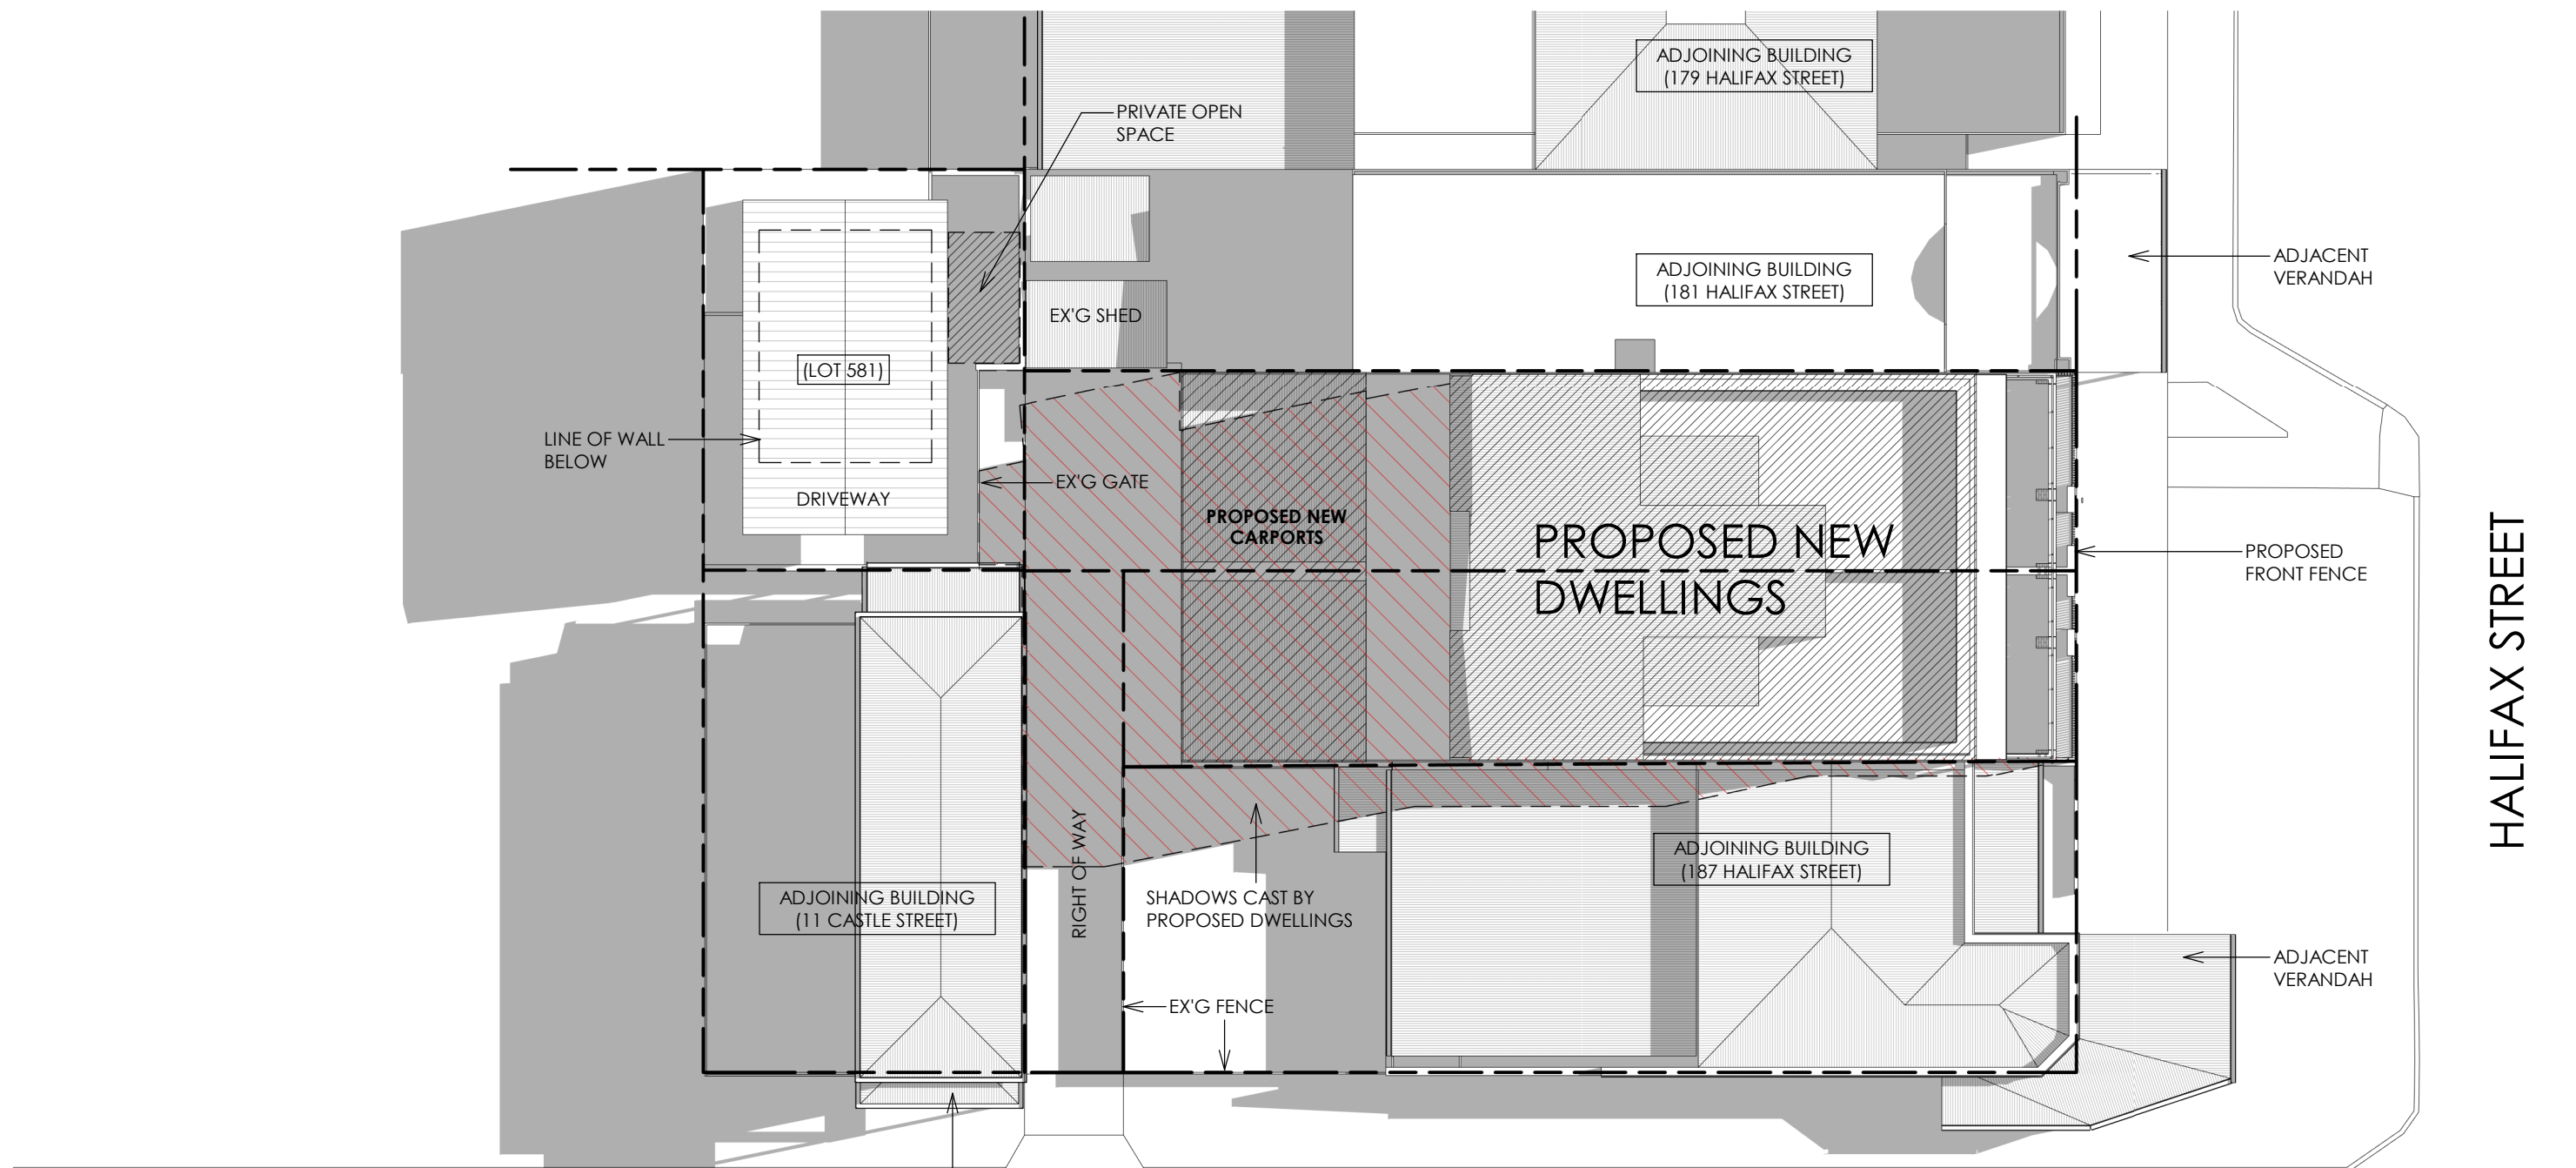 ADJOINING BUILDING
(179 HALIFAX STREET)
PRIVATE OPEN
SPACE
ADJOINING BUILDING
(181 HALIFAX STREET)
ADJACENT
VERANDAH
EX'G SHED
(LOT 581)
LINE OF WALL
BELOW
DRIVEWAY
EX'G GATE
PROPOSED NEW
CARPORTS
PROPOSED NEW
DWELLINGS
PROPOSED
FRONT FENCE
HALIFAX STREET
ADJOINING BUILDING
(187 HALIFAX STREET)
RIGHT OF WAY
ADJOINING BUILDING
(11 CASTLE STREET)
SHADOWS CAST BY
PROPOSED DWELLINGS
ADJACENT
VERANDAH
EX'G FENCE